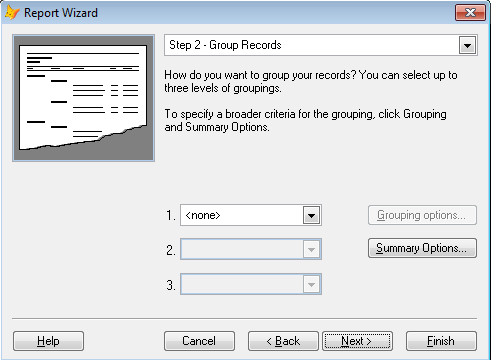 Report Wizard
Step 2 - Group Records
How do you want to group your records? You can select up to
three levels of groupings.
To specify a broader criteria for the grouping, click Grouping
and Summary Options.
1. <none> Grouping options...
2. Summary Options...
3.
Help Cancel < Back Next > Finish